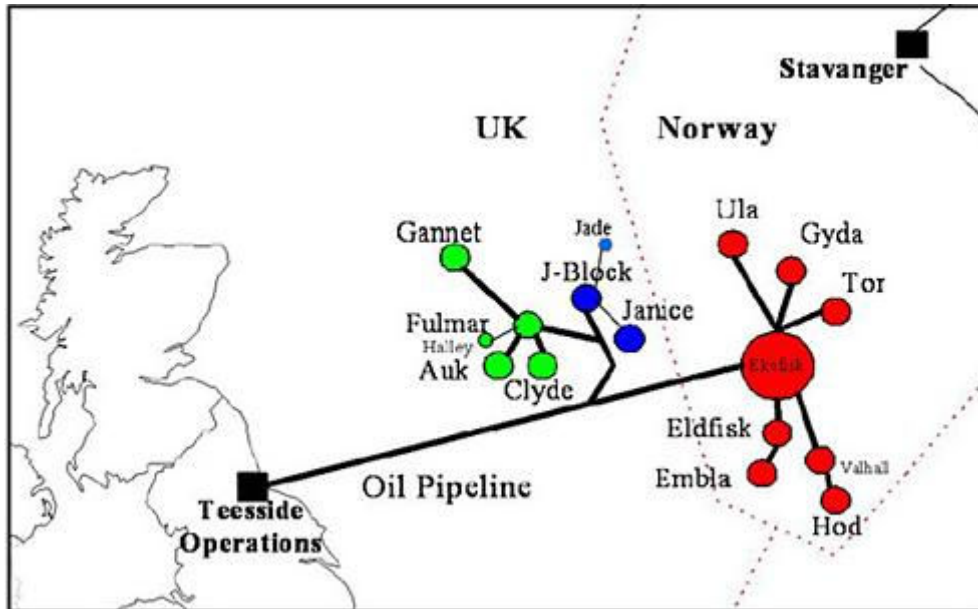 Stavanger
UK
Norway
Ula
Gannet
Jade
Gyda
J-Block
Tor
Janice
Fulmar
Halley
Auk
Clyde
Ekofisk
Eldfisk
Valhall
Embla
Oil Pipeline
Hod
Teesside
Operations